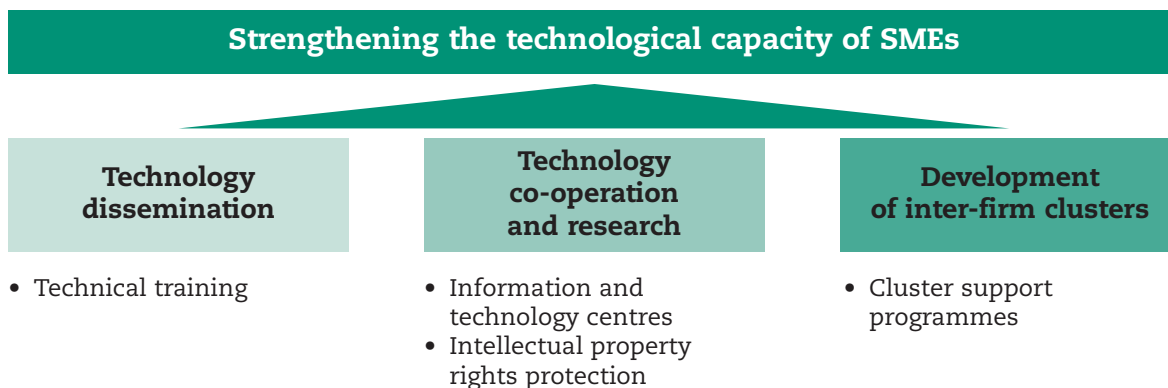 Strengthening the technological capacity of SMEs
Technology
dissemination
• Technical training
Technology
co-operation
and research
• Information and
technology centres
• Intellectual property
rights protection
Development
of inter-firm clusters
• Cluster support
programmes